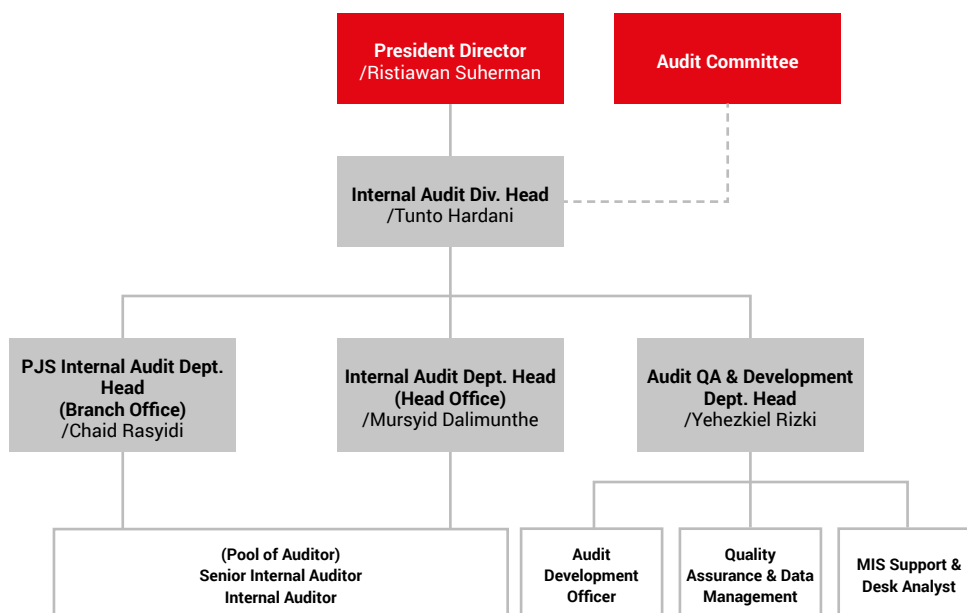 President Director
/Ristiawan Suherman
Audit Committee
Internal Audit Div. Head
/Tunto Hardani
PJS Internal Audit Dept.
Head
(Branch Office)
/Chaid Rasyidi
Internal Audit Dept. Head
(Head Office)
/Mursyid Dalimunthe
Audit QA & Development
Dept. Head
/Yehezkiel Rizki
(Pool of Auditor)
Senior Internal Auditor
Internal Auditor
Audit
Development
Officer
Quality
Assurance & Data
Management
MIS Support &
Desk Analyst